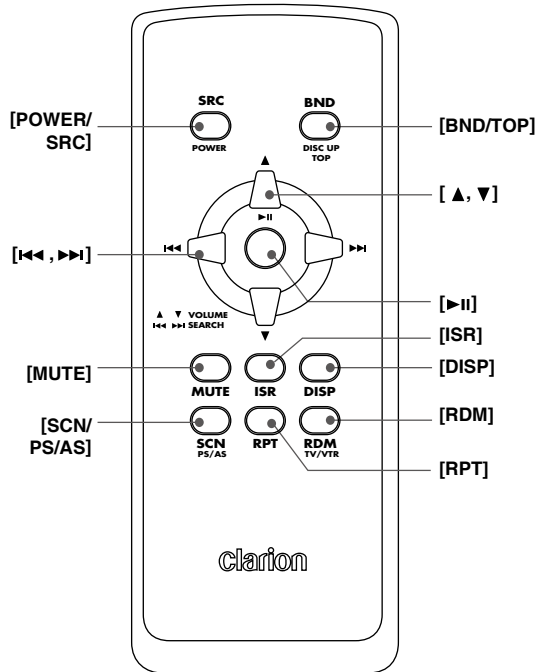 SRC
BND
[POWER/
SRC]
[BND/TOP]
POWER
DISC UP
TOP
▲
[ ▲, ▼]
►II
[I◄◄ , ►►I]
I◄◄
►►I
▲ ▼ VOLUME
I◄◄ ►►I SEARCH
▼
[►II]
[ISR]
[MUTE]
[DISP]
MUTE
ISR
DISP
[SCN/
PS/AS]
[RDM]
SCN
PS/AS
RPT
RDM
TV/VTR
[RPT]
clarion